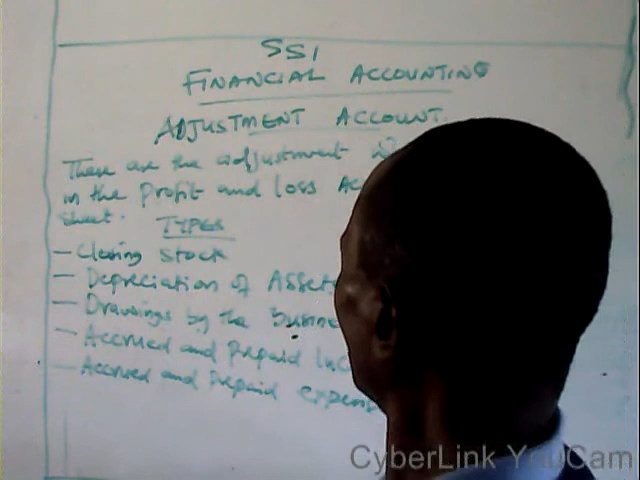 SS1
FINANCIAL ACCOUNTING
ADJUSTMENT ACCOUNT
These are the adjustment
in the Profit and loss
sheet.
TYPES
- Closing stock
- Depreciation of Assets
- Drawings by the
- Accrued and Prepaid
- Accrued and Prepaid
CyberLink YouCam